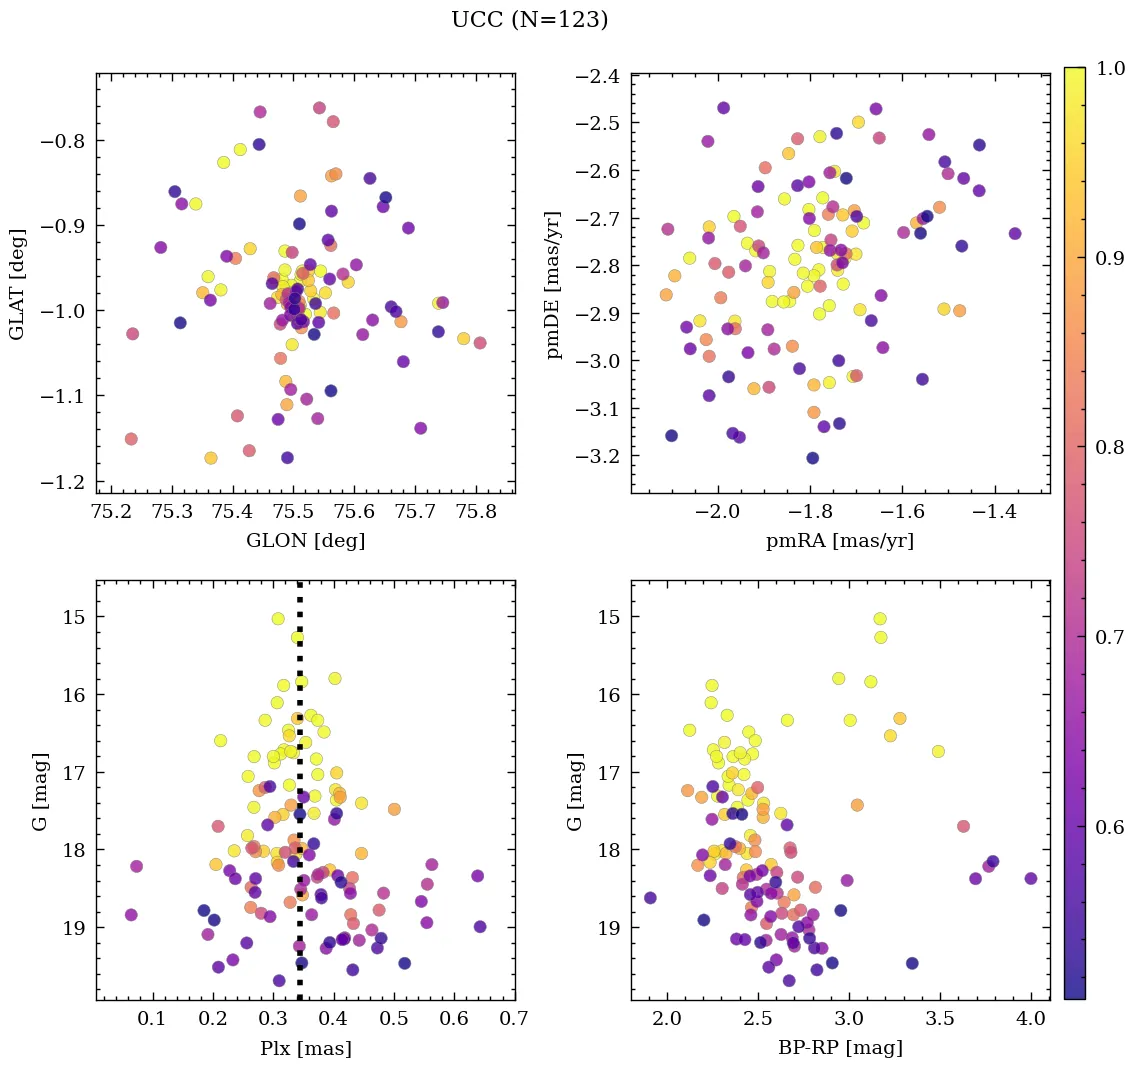 UCC (N=123)
−0.8
−0.9
−1.0
−1.1
−1.2
GLAT [deg]
75.2 75.3 75.4 75.5 75.6 75.7 75.8
GLON [deg]
−2.4
−2.5
−2.6
−2.7
−2.8
−2.9
−3.0
−3.1
−3.2
pmDE [mas/yr]
−2.0 −1.8 −1.6 −1.4
pmRA [mas/yr]
15
16
17
18
19
G [mag]
0.1 0.2 0.3 0.4 0.5 0.6 0.7
Plx [mas]
15
16
17
18
19
G [mag]
2.0 2.5 3.0 3.5 4.0
BP-RP [mag]
1.0
0.9
0.8
0.7
0.6